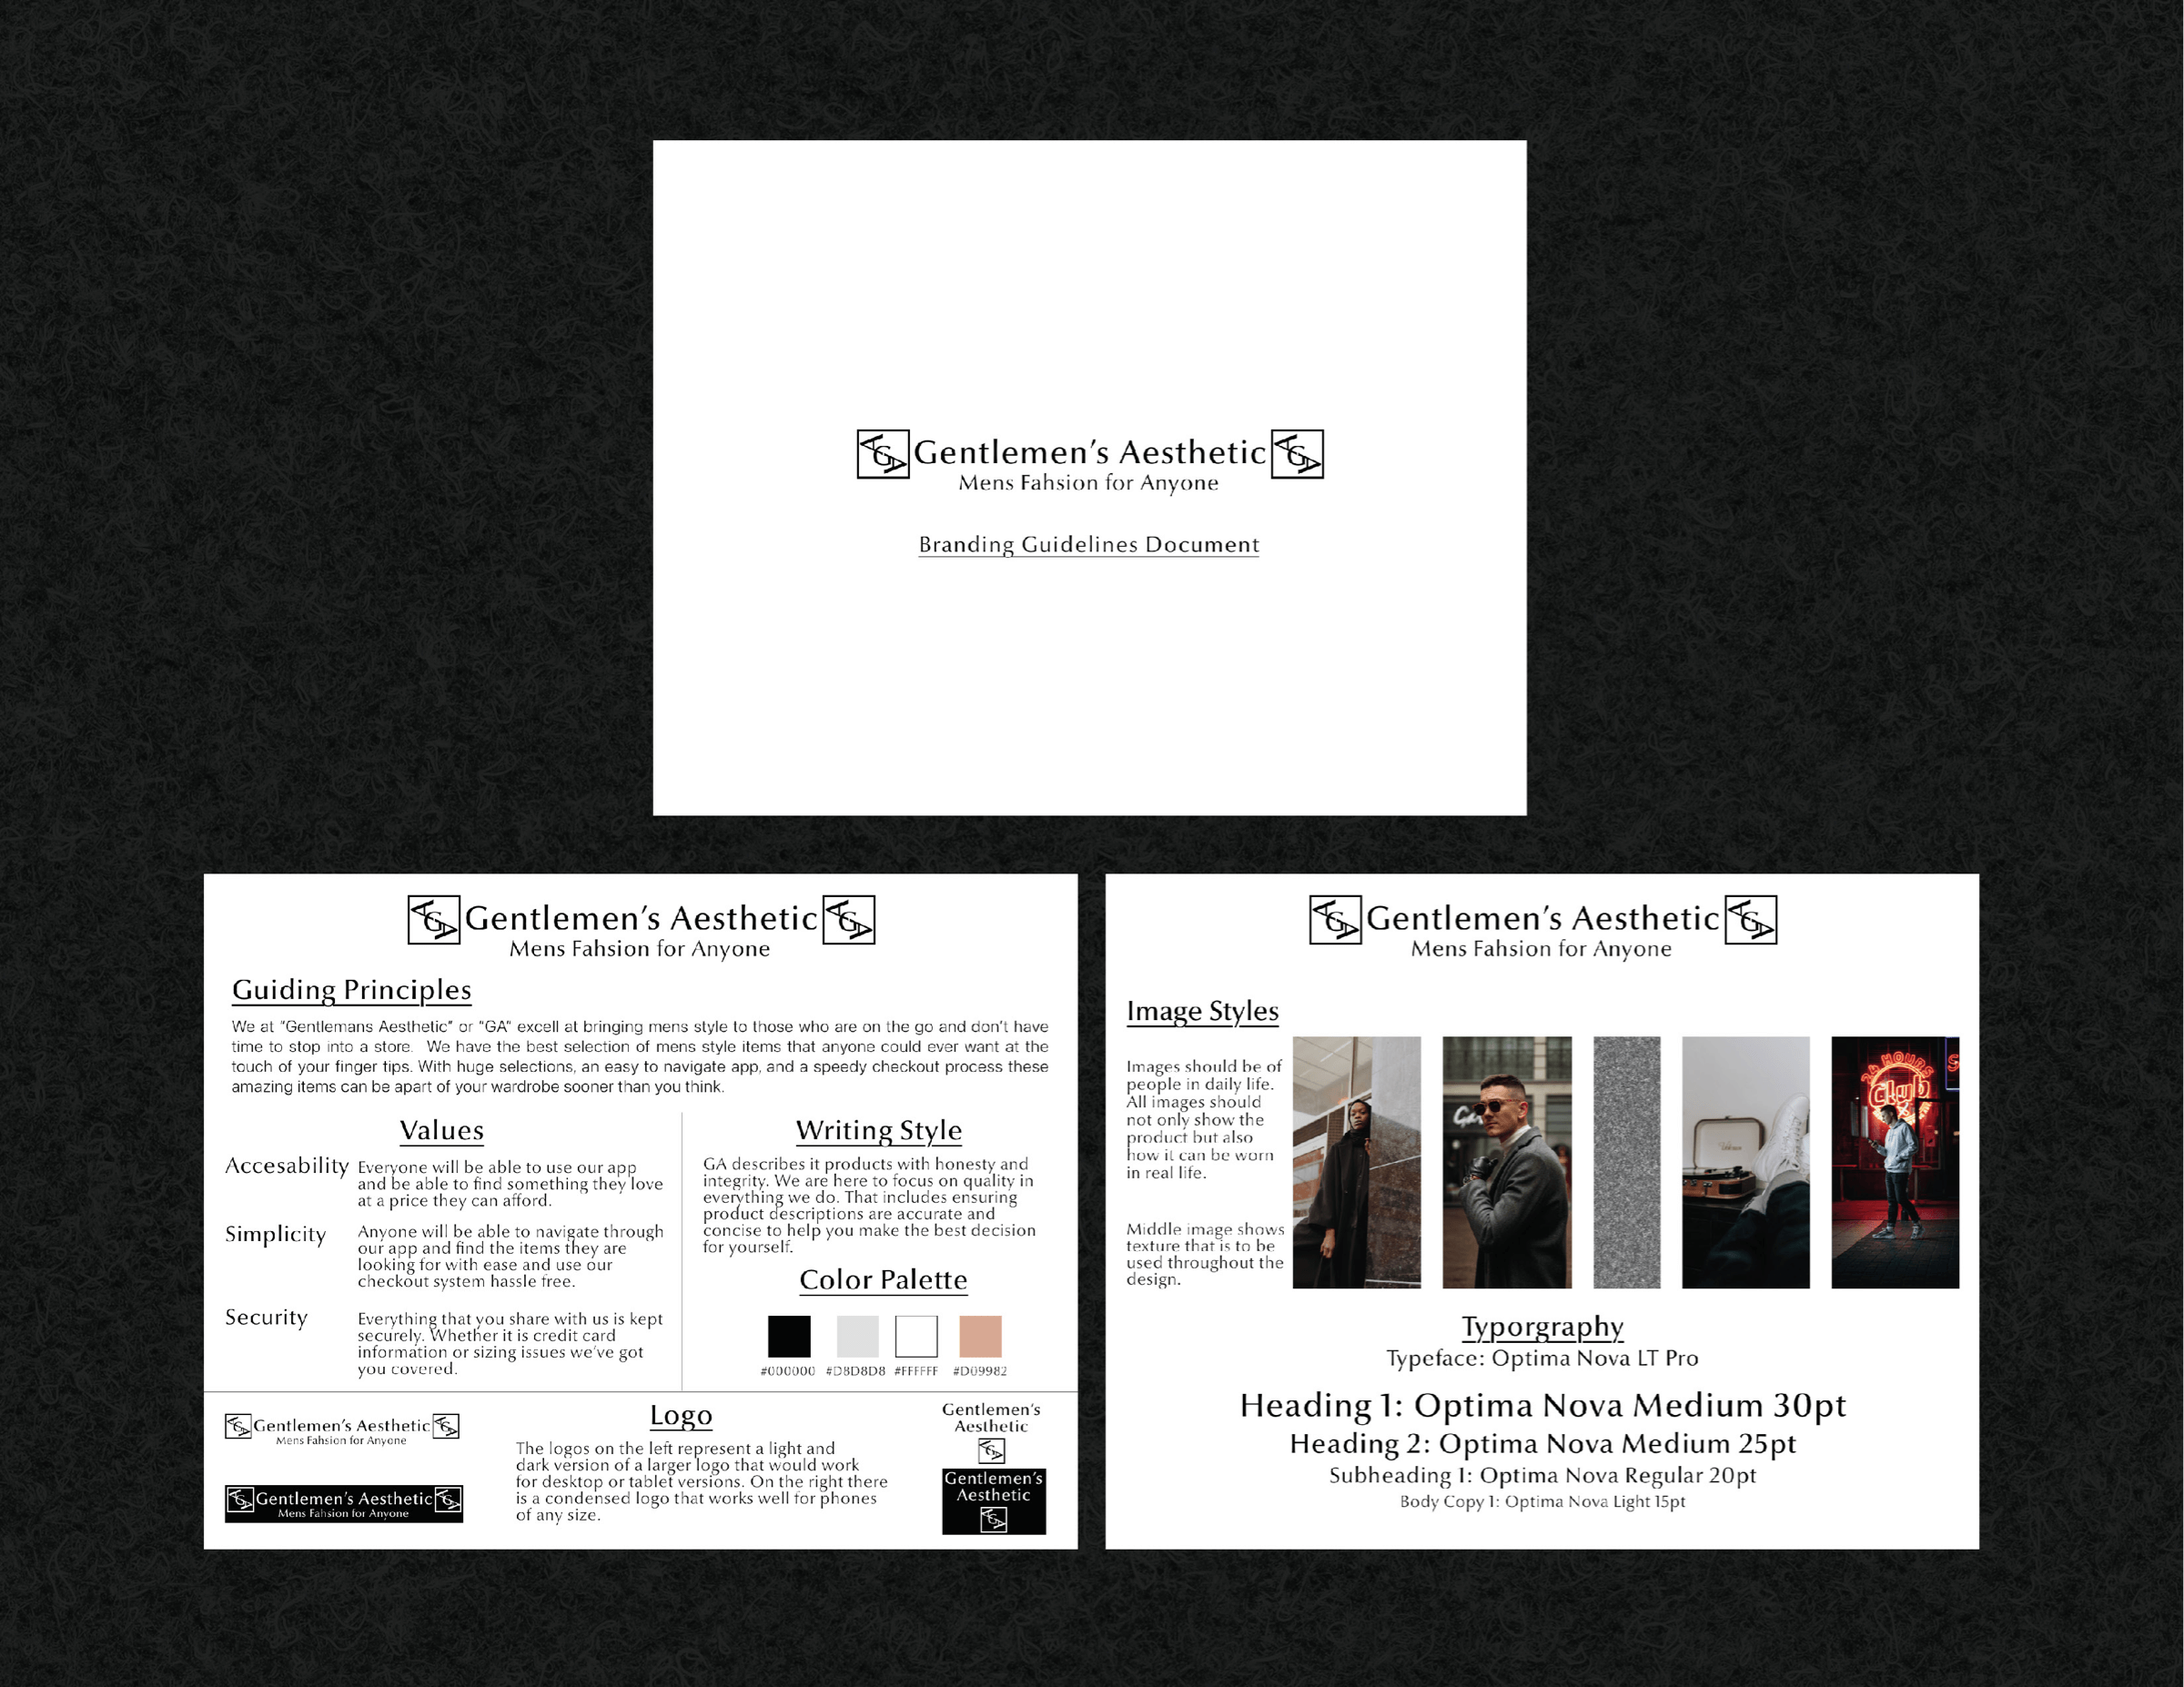 AGA Gentlemen's Aesthetic AGA
Mens Fahsion for Anyone
Branding Guidelines Document
AGA Gentlemen's Aesthetic AGA
Mens Fahsion for Anyone
Guiding Principles
We at "Gentlemans Aesthetic" or "GA" excell at bringing mens style to those who are on the go and don't have
time to stop into a store. We have the best selection of mens style items that anyone could ever want at the
touch of your finger tips. With huge selections, an easy to navigate app, and a speedy checkout process these
amazing items can be apart of your wardrobe sooner than you think.
Values
Accesability
Everyone will be able to use our app
and be able to find something they love
at a price they can afford.
Simplicity
Anyone will be able to navigate through
our app and find the items they are
looking for with ease and use our
checkout system hassle free.
Security
Everything that you share with us is kept
securely. Whether it is credit card
information or sizing issues we've got
you covered.
Writing Style
GA describes it products with honesty and
integrity. We are here to focus on quality in
everything we do. That includes ensuring
product descriptions are accurate and
concise to help you make the best decision
for yourself.
Color Palette
#000000 #D8D8D8 #FFFFFF #D09982
AGA Gentlemen's Aesthetic AGA
Mens Fahsion for Anyone
AGA Gentlemen's Aesthetic AGA
Mens Fahsion for Anyone
Logo
The logos on the left represent a light and
dark version of a larger logo that would work
for desktop or tablet versions. On the right there
is a condensed logo that works well for phones
of any size.
Gentlemen's
Aesthetic
AGA
Gentlemen's
Aesthetic
AGA
AGA Gentlemen's Aesthetic AGA
Mens Fahsion for Anyone
Image Styles
Images should be of
people in daily life.
All images should
not only show the
product but also
how it can be worn
in real life.
Middle image shows
texture that is to be
used throughout the
design.
24 HOURS
Club
Typorgraphy
Typeface: Optima Nova LT Pro
Heading 1: Optima Nova Medium 30pt
Heading 2: Optima Nova Medium 25pt
Subheading 1: Optima Nova Regular 20pt
Body Copy 1: Optima Nova Light 15pt